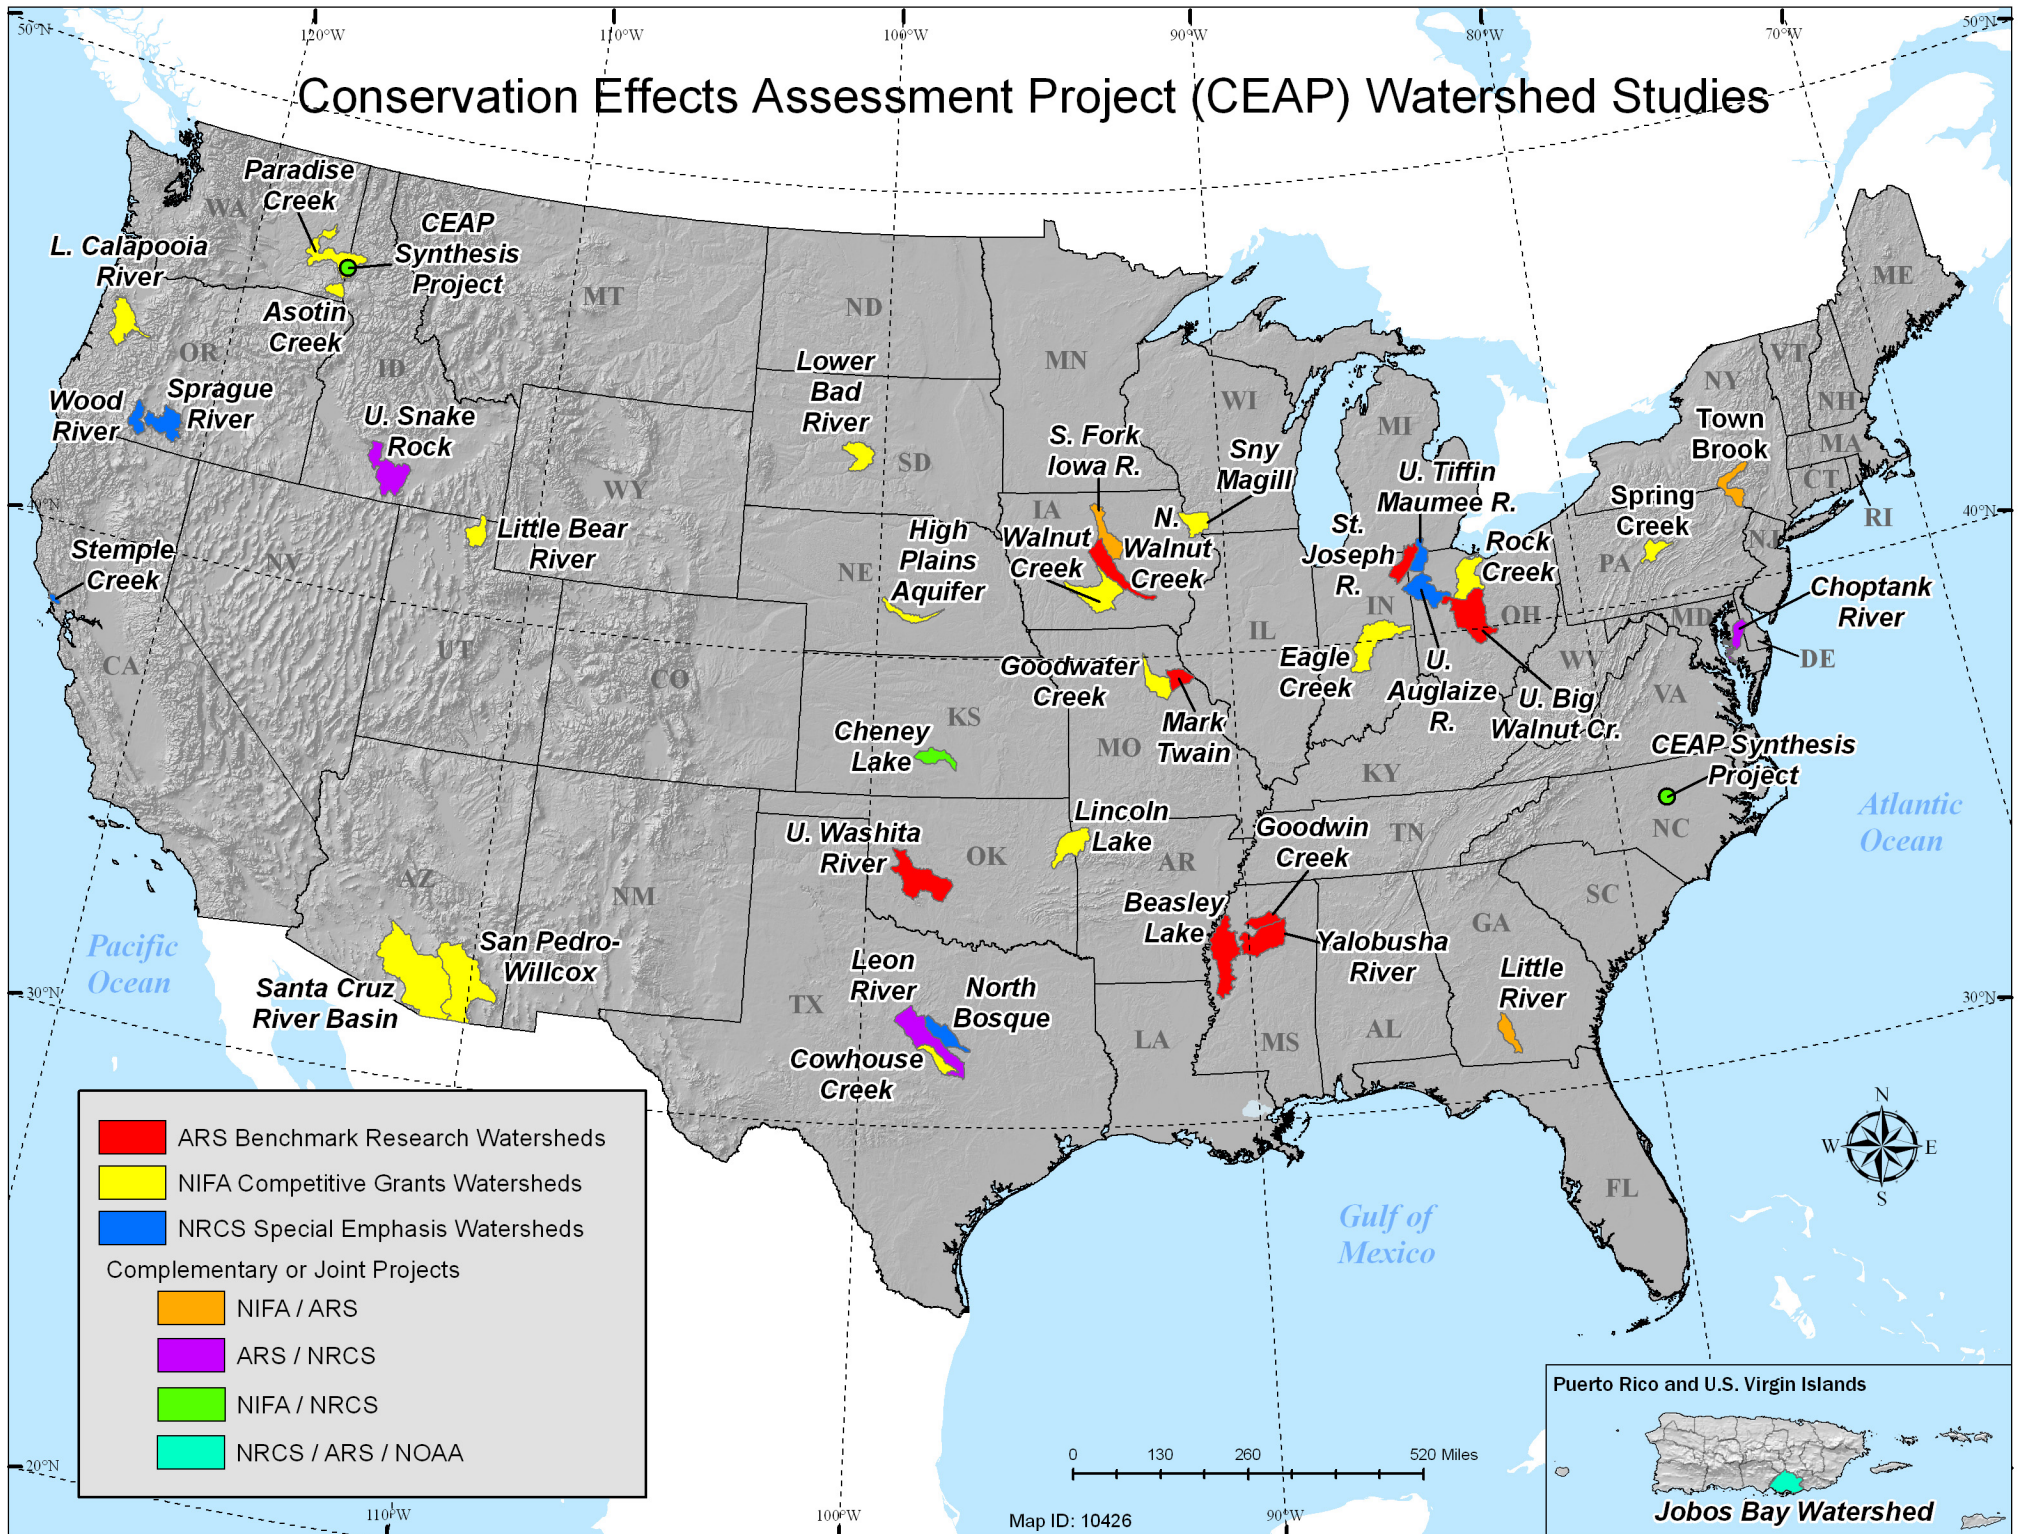 50°N
120°W
110°W
100°W
90°W
80°W
70°W
50°N
Conservation Effects Assessment Project (CEAP) Watershed Studies
Paradise
Creek
WA
CEAP
Synthesis
Project
L. Calapooia
River
Asotin
Creek
OR
ID
MT
ND
MN
WI
MI
ME
VT
NH
NY
MA
CT
RI
Wood
River
Sprague
River
U. Snake
Rock
Lower
Bad
River
SD
WY
S. Fork
Iowa R.
Sny
Magill
U. Tiffin
Maumee R.
Town
Brook
Spring
Creek
40°N
40°N
Stemple
Creek
NV
Little Bear
River
High
Plains
Aquifer
NE
IA
Walnut
Creek
N.
Walnut
Creek
St.
Joseph
R.
Rock
Creek
PA
NJ
Choptank
River
CA
UT
CO
KS
IL
IN
OH
MD
DE
WV
VA
Goodwater
Creek
Mark
Twain
Eagle
Creek
U.
Auglaize
R.
U. Big
Walnut Cr.
Cheney
Lake
MO
KY
CEAP Synthesis
Project
NC
Atlantic
Ocean
U. Washita
River
OK
Lincoln
Lake
AR
Goodwin
Creek
TN
SC
AZ
NM
Beasley
Lake
Yalobusha
River
GA
Pacific
Ocean
San Pedro-
Willcox
Santa Cruz
River Basin
Leon
River
North
Bosque
Cowhouse
Creek
TX
LA
MS
AL
Little
River
30°N
30°N
FL
Gulf of
Mexico
N
W
E
S
ARS Benchmark Research Watersheds
NIFA Competitive Grants Watersheds
NRCS Special Emphasis Watersheds
Complementary or Joint Projects
NIFA / ARS
ARS / NRCS
NIFA / NRCS
NRCS / ARS / NOAA
20°N
110°W
100°W
90°W
0 130 260 520 Miles
Map ID: 10426
Puerto Rico and U.S. Virgin Islands
Jobos Bay Watershed